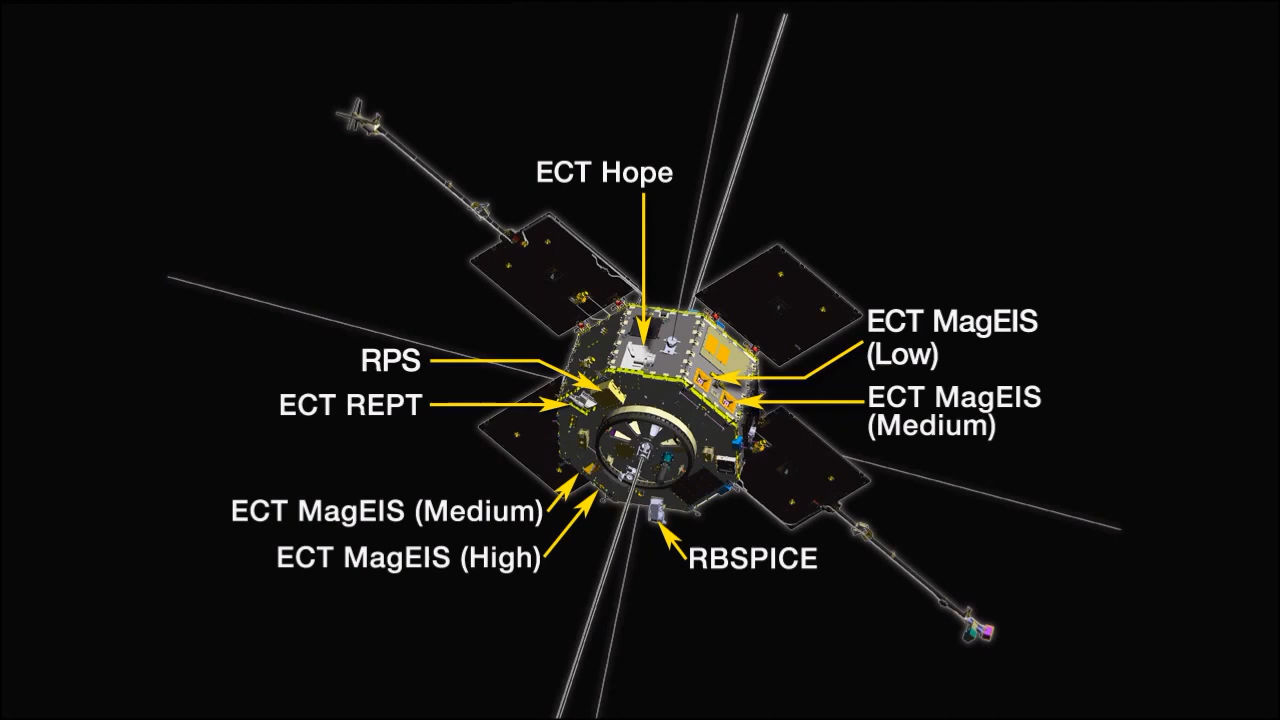 ECT Hope
ECT MagEIS
(Low)
RPS
ECT MagEIS
(Medium)
ECT REPT
ECT MagEIS (Medium)
ECT MagEIS (High)
RBSPICE